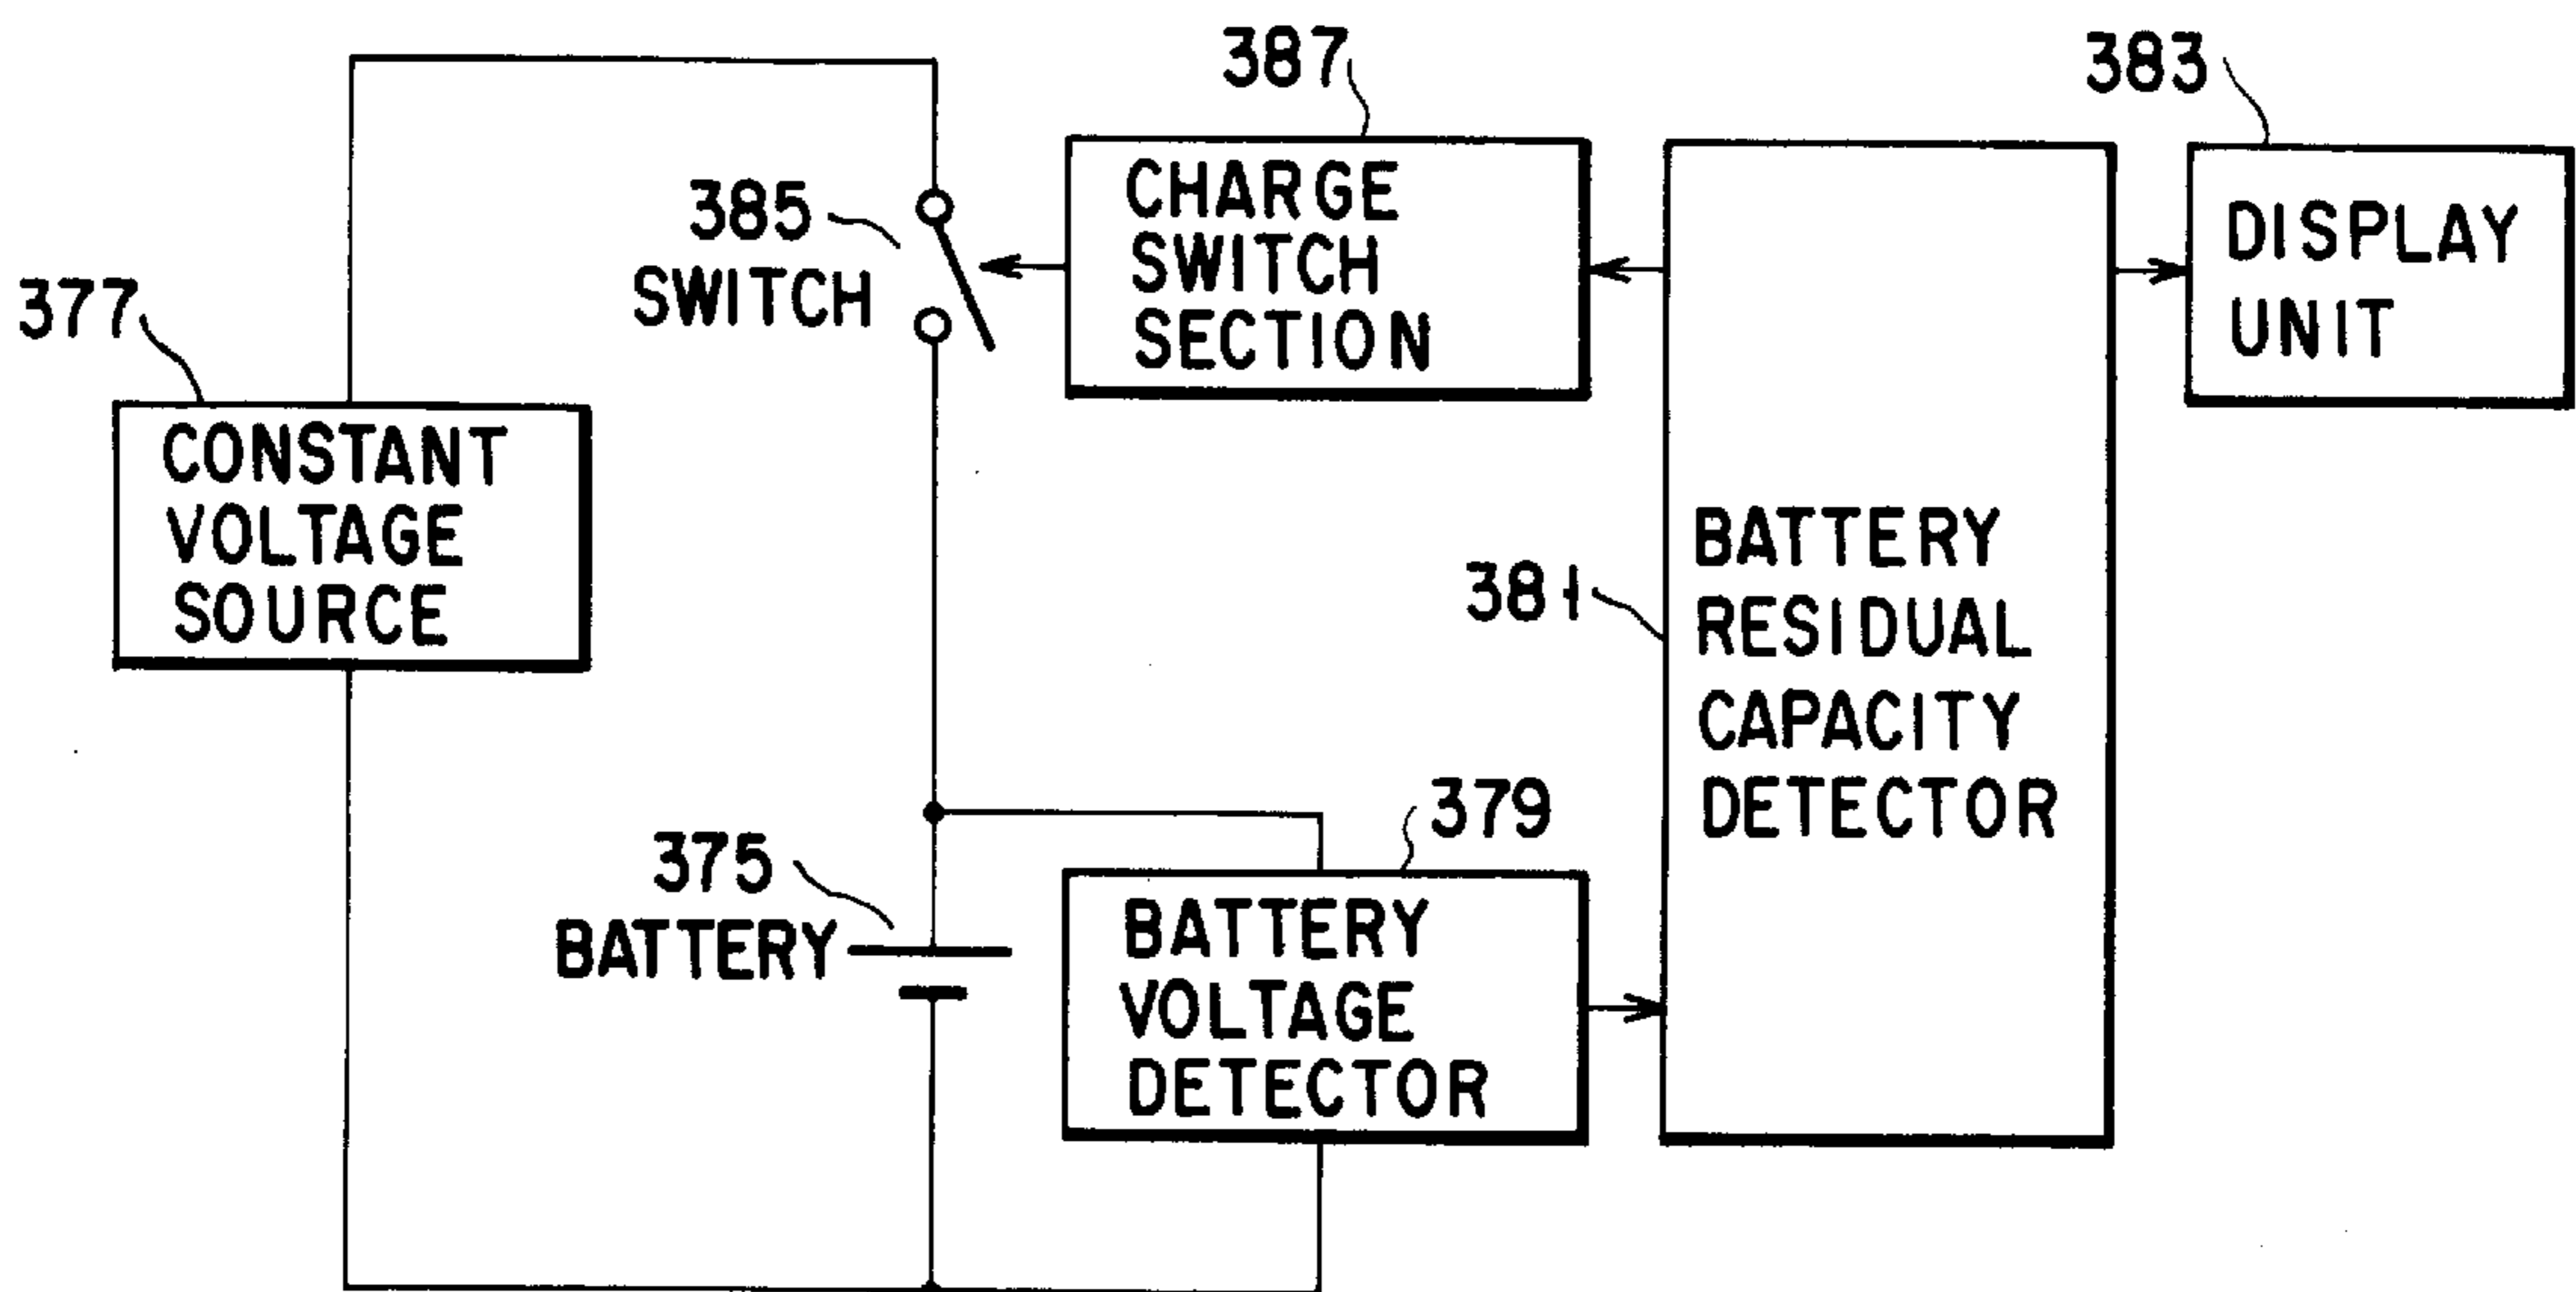 387
383
385
SWITCH
CHARGE
SWITCH
SECTION
DISPLAY
UNIT
377
CONSTANT
VOLTAGE
SOURCE
381
BATTERY
RESIDUAL
CAPACITY
DETECTOR
375
BATTERY
379
BATTERY
VOLTAGE
DETECTOR